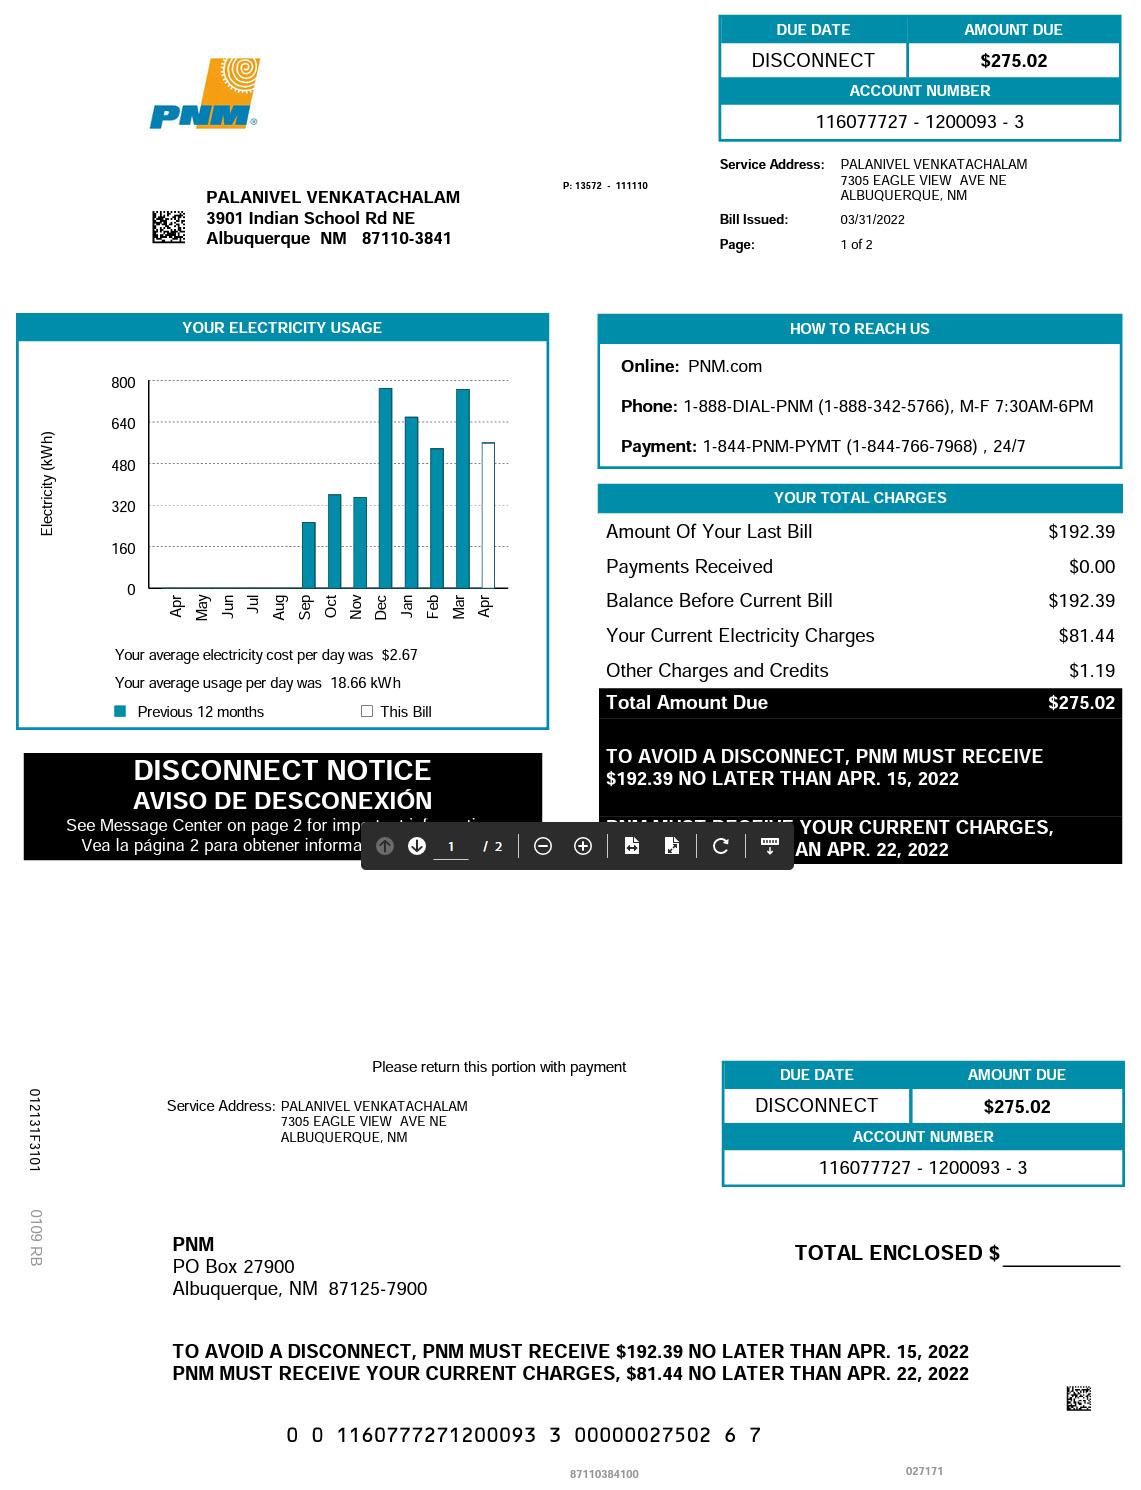 PNM
DUE DATE AMOUNT DUE
DISCONNECT $275.02
ACCOUNT NUMBER
116077727 - 1200093 - 3
Service Address: PALANIVEL VENKATACHALAM
7305 EAGLE VIEW AVE NE
ALBUQUERQUE, NM
Bill Issued: 03/31/2022
Page: 1 of 2
P: 13572 - 111110
PALANIVEL VENKATACHALAM
3901 Indian School Rd NE
Albuquerque NM 87110-3841
YOUR ELECTRICITY USAGE
Electricity (kWh)
800
640
480
320
160
0
Apr May Jun Jul Aug Sep Oct Nov Dec Jan Feb Mar Apr
Your average electricity cost per day was $2.67
Your average usage per day was 18.66 kWh
Previous 12 months This Bill
DISCONNECT NOTICE
AVISO DE DESCONEXIÓN
See Message Center on page 2 for
Vea la página 2 para obtener
HOW TO REACH US
Online: PNM.com
Phone: 1-888-DIAL-PNM (1-888-342-5766), M-F 7:30AM-6PM
Payment: 1-844-PNM-PYMT (1-844-766-7968) , 24/7
YOUR TOTAL CHARGES
Amount Of Your Last Bill $192.39
Payments Received $0.00
Balance Before Current Bill $192.39
Your Current Electricity Charges $81.44
Other Charges and Credits $1.19
Total Amount Due $275.02
TO AVOID A DISCONNECT, PNM MUST RECEIVE
$192.39 NO LATER THAN APR. 15, 2022
PNM MUST RECEIVE YOUR CURRENT CHARGES,
AN APR. 22, 2022
1 / 2
Please return this portion with payment
Service Address: PALANIVEL VENKATACHALAM
7305 EAGLE VIEW AVE NE
ALBUQUERQUE, NM
DUE DATE AMOUNT DUE
DISCONNECT $275.02
ACCOUNT NUMBER
116077727 - 1200093 - 3
012131F3101
0109 RB
PNM
PO Box 27900
Albuquerque, NM 87125-7900
TOTAL ENCLOSED $
TO AVOID A DISCONNECT, PNM MUST RECEIVE $192.39 NO LATER THAN APR. 15, 2022
PNM MUST RECEIVE YOUR CURRENT CHARGES, $81.44 NO LATER THAN APR. 22, 2022
0 0 1160777271200093 3 00000027502 6 7
87110384100
027171